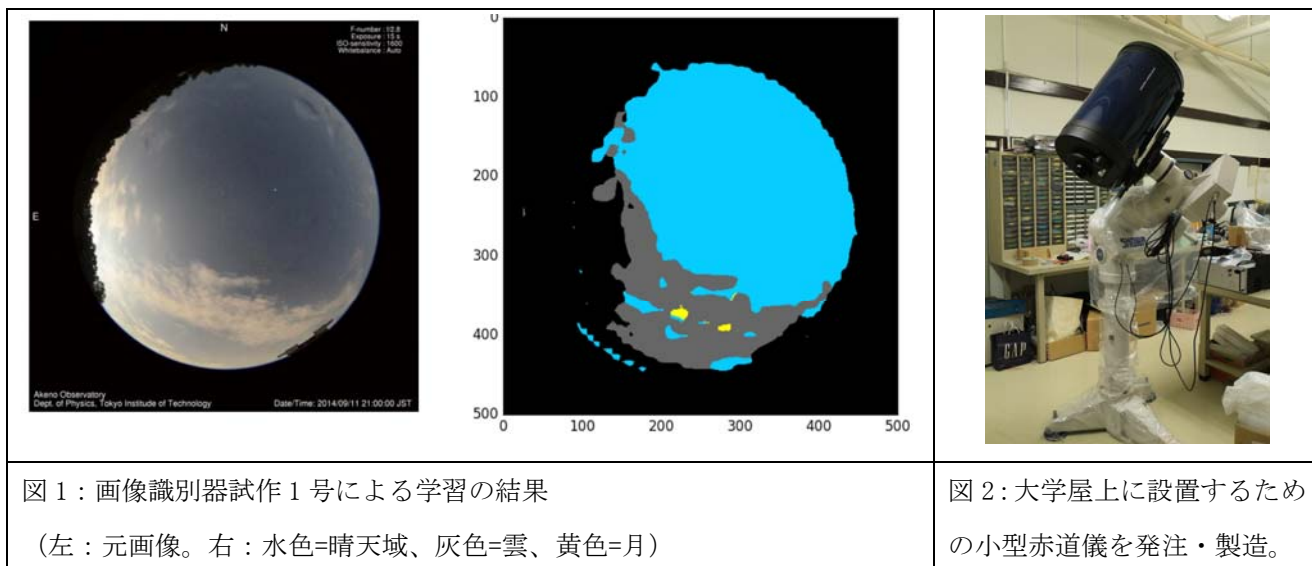 N
F-number : f/2.8
Exposure : 15 s
ISO-sensitivity : 1600
Whitebalance : Auto
E
Akeno Observatory
Dept. of Physics, Tokyo Institude of Technology
Date/Time: 2014/09/11 21:00:00 JST
0
100
200
300
400
500
0
100
200
300
400
500
GAP
図 1：画像識別器試作 1 号による学習の結果
（左：元画像。右：水色=晴天域、灰色=雲、黄色=月）
図 2：大学屋上に設置するため
の小型赤道儀を発注・製造。